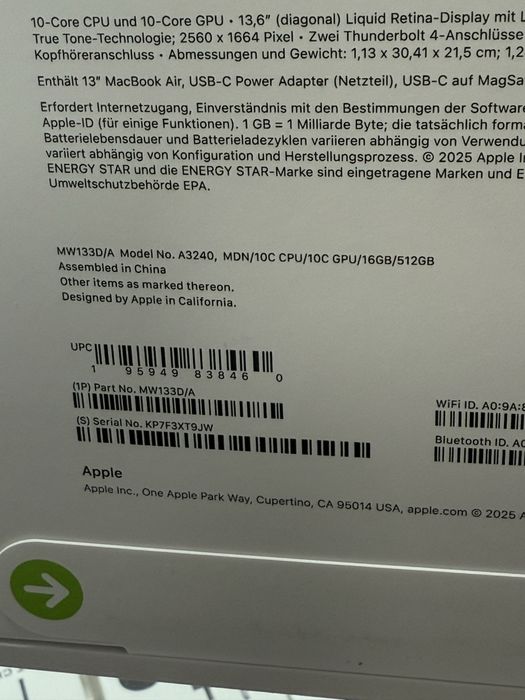 10-Core CPU und 10-Core GPU • 13,6″ (diagonal) Liquid Retina-Display mit
True Tone-Technologie; 2560 x 1664 Pixel • Zwei Thunderbolt 4-Anschlüsse
Kopfhöreranschluss • Abmessungen und Gewicht: 1,13 x 30,41 x 21,5 cm;
Enthält 13″ MacBook Air, USB-C Power Adapter (Netzteil), USB-C auf
Erfordert Internetzugang, Einverständnis mit den Bestimmungen der
Apple-ID (für einige Funktionen). 1 GB = 1 Milliarde Byte; die tatsächlich
Batterielebensdauer und Batterieladezyklen variieren abhängig von
variiert abhängig von Konfiguration und Herstellungsprozess. © 2025 Apple
ENERGY STAR und die ENERGY STAR-Marke sind eingetragene Marken und
Umweltschutzbehörde EPA.
MW133D/A Model No. A3240, MDN/10C CPU/10C GPU/16GB/512GB
Assembled in China
Other items as marked thereon.
Designed by Apple in California.
UPC
1 95949 83846 0
(1P) Part No. MW133D/A
(S) Serial No. KP7F3XT9JW
WiFi ID. A0:9A:
Bluetooth ID.
Apple
Apple Inc., One Apple Park Way, Cupertino, CA 95014 USA, apple.com © 2025